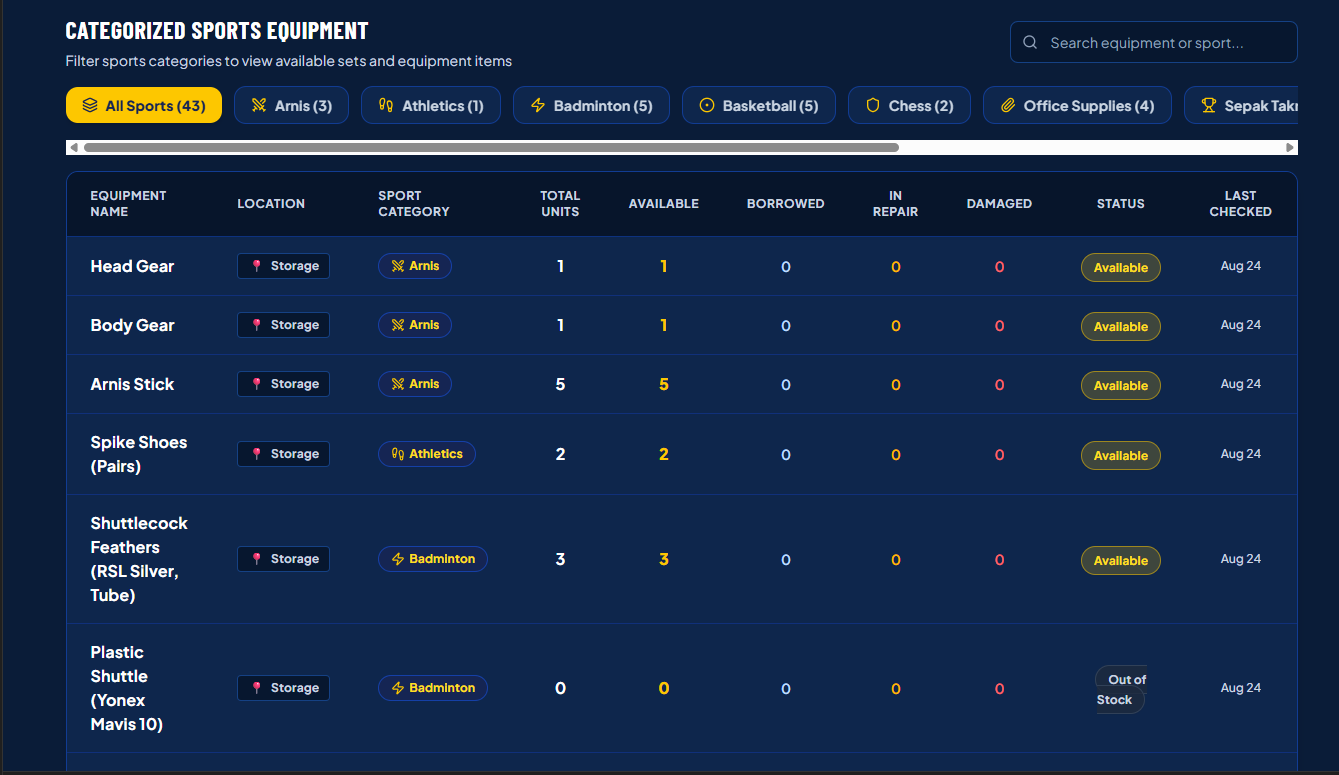 CATEGORIZED SPORTS EQUIPMENT
Filter sports categories to view available sets and equipment items
Search equipment or sport...
All Sports (43) Arnis (3) Athletics (1) Badminton (5) Basketball (5) Chess (2) Office Supplies (4) Sepak Takr
EQUIPMENT NAME LOCATION SPORT CATEGORY TOTAL UNITS AVAILABLE BORROWED IN REPAIR DAMAGED STATUS LAST CHECKED
Head Gear Storage Arnis 1 1 0 0 0 Available Aug 24
Body Gear Storage Arnis 1 1 0 0 0 Available Aug 24
Arnis Stick Storage Arnis 5 5 0 0 0 Available Aug 24
Spike Shoes (Pairs) Storage Athletics 2 2 0 0 0 Available Aug 24
Shuttlecock Feathers (RSL Silver, Tube) Storage Badminton 3 3 0 0 0 Available Aug 24
Plastic Shuttle (Yonex Mavis 10) Storage Badminton 0 0 0 0 0 Out of Stock Aug 24